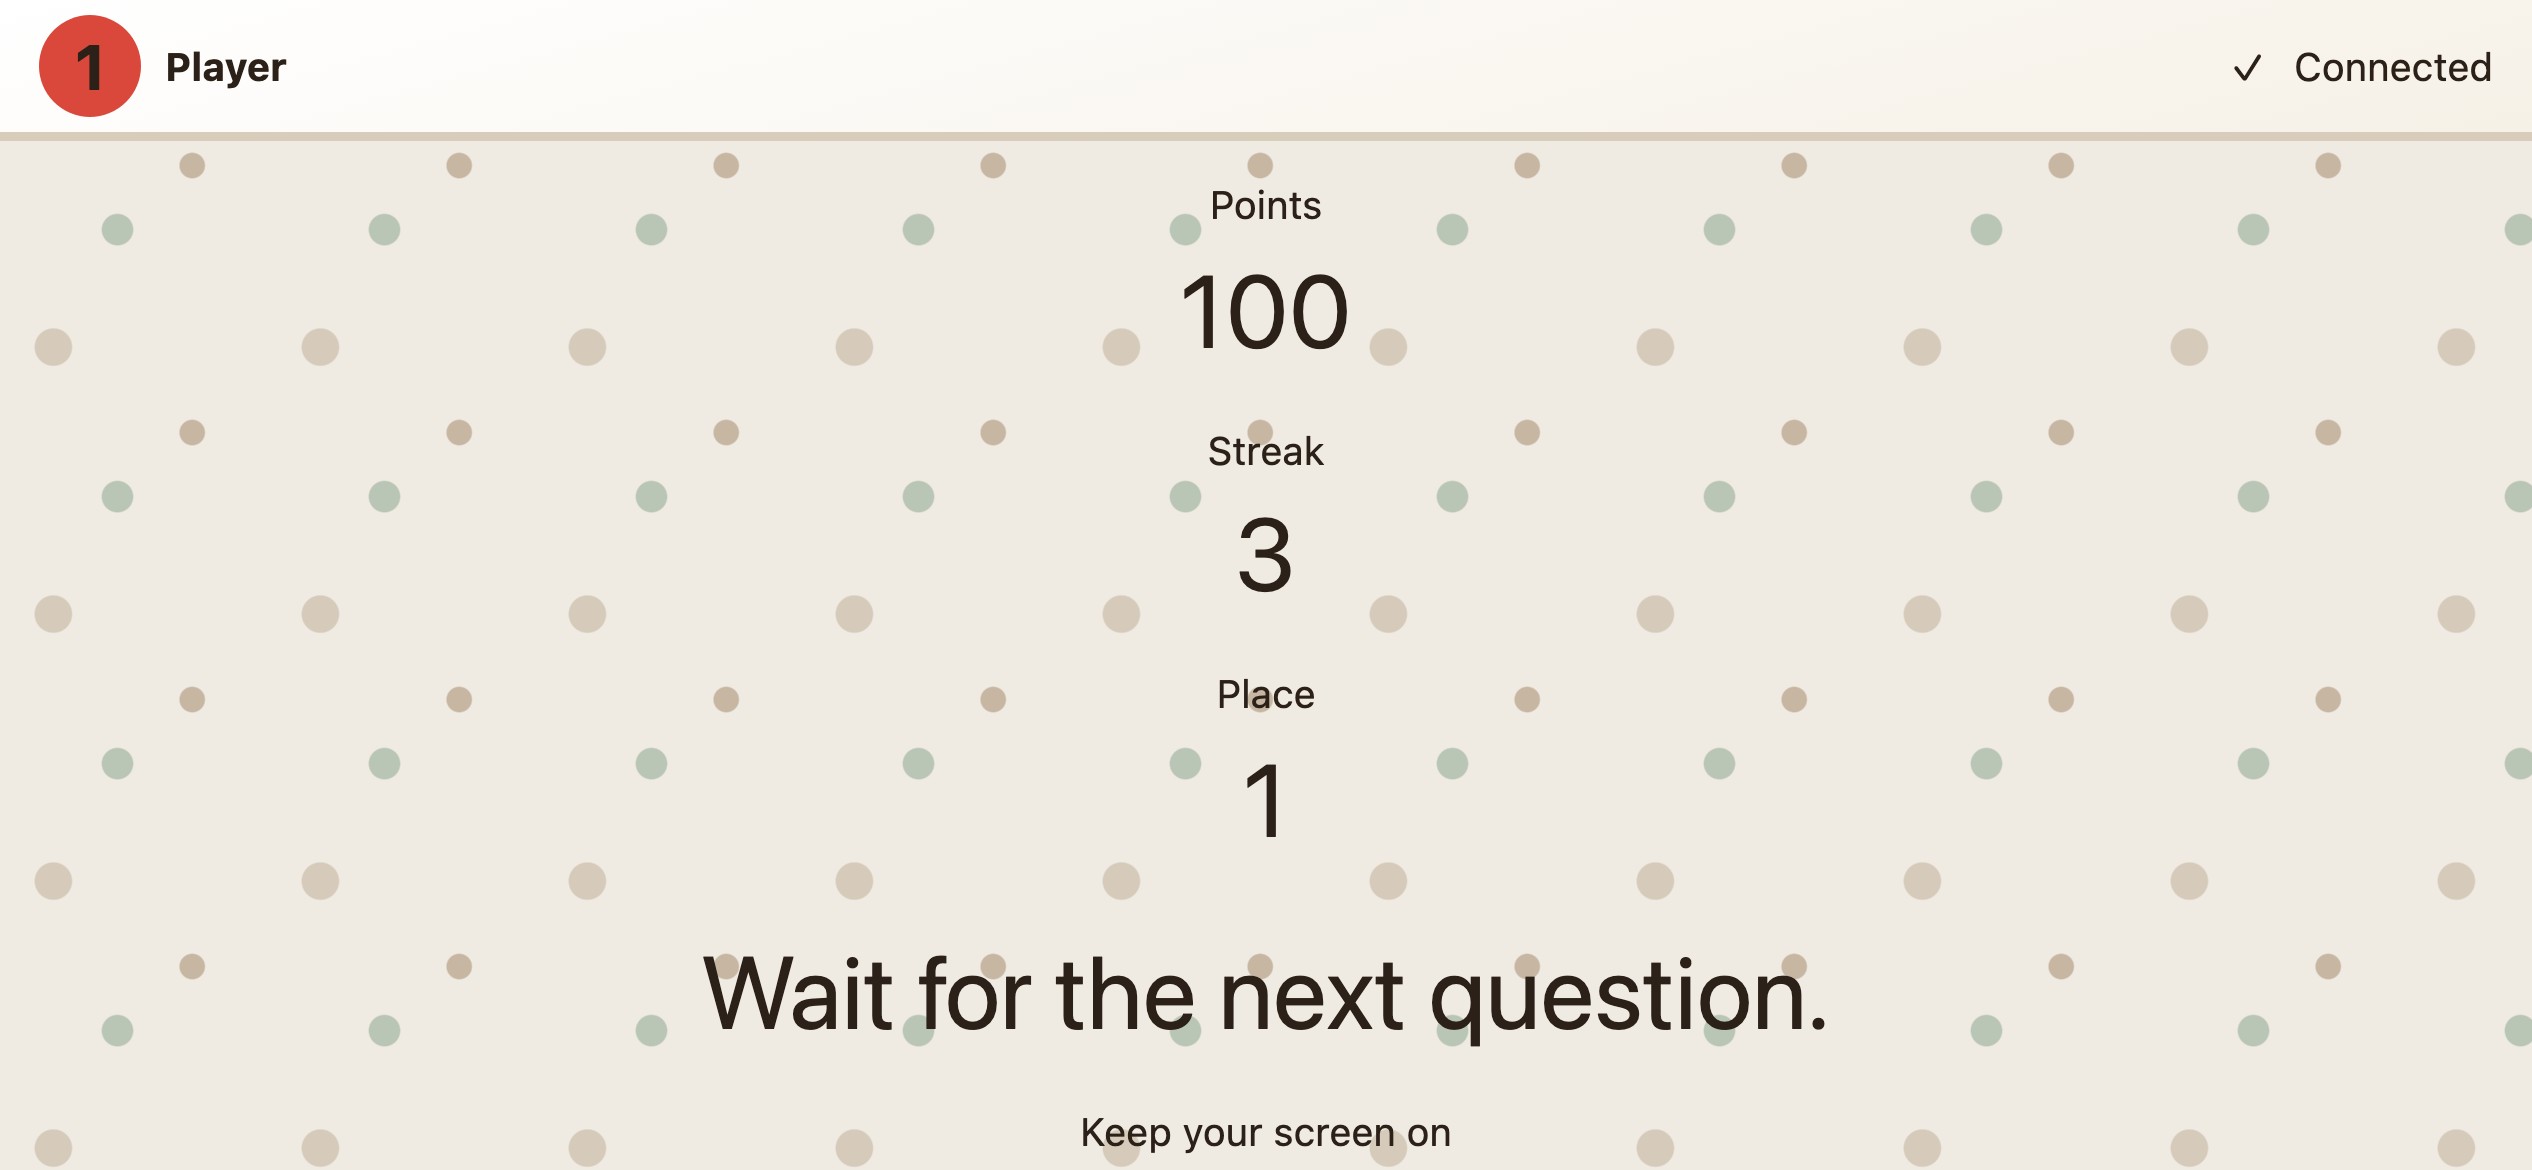 1 Player
✓ Connected
Points
100
Streak
3
Place
1
Wait for the next question.
Keep your screen on